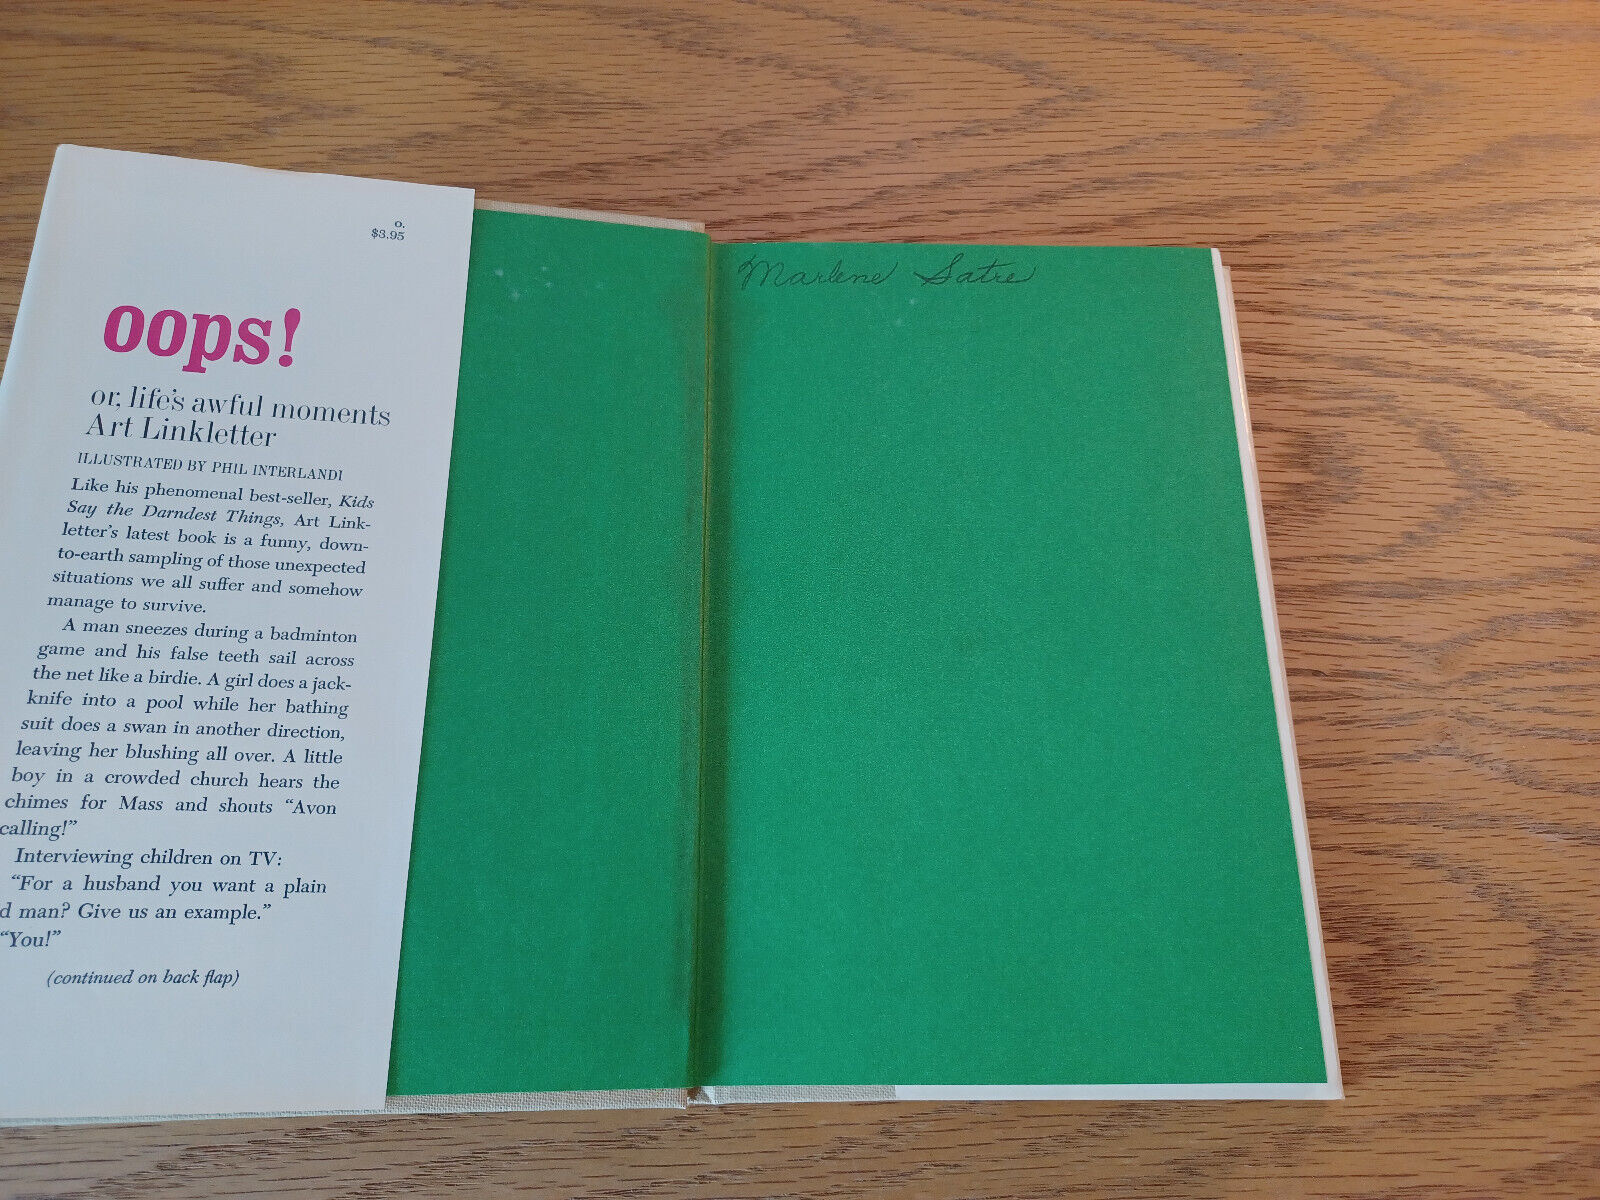 o.
$3.95
oops!
or, life's awful moments
Art Linkletter
ILLUSTRATED BY PHIL INTERLANDI
Like his phenomenal best-seller, Kids
Say the Darndest Things, Art Link-
letter's latest book is a funny, down-
to-earth sampling of those unexpected
situations we all suffer and somehow
manage to survive.
A man sneezes during a badminton
game and his false teeth sail across
the net like a birdie. A girl does a jack-
knife into a pool while her bathing
suit does a swan in another direction,
leaving her blushing all over. A little
boy in a crowded church hears the
chimes for Mass and shouts “Avon
calling!”
Interviewing children on TV:
“For a husband you want a plain
d man? Give us an example.”
“You!”
(continued on back flap)
Marlene Satre